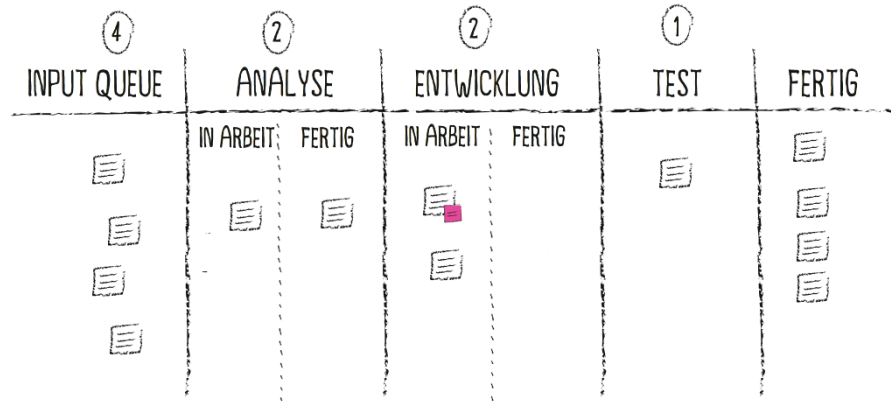 4 2 2 1
INPUT QUEUE ANALYSE ENTWICKLUNG TEST FERTIG
IN ARBEIT FERTIG IN ARBEIT FERTIG